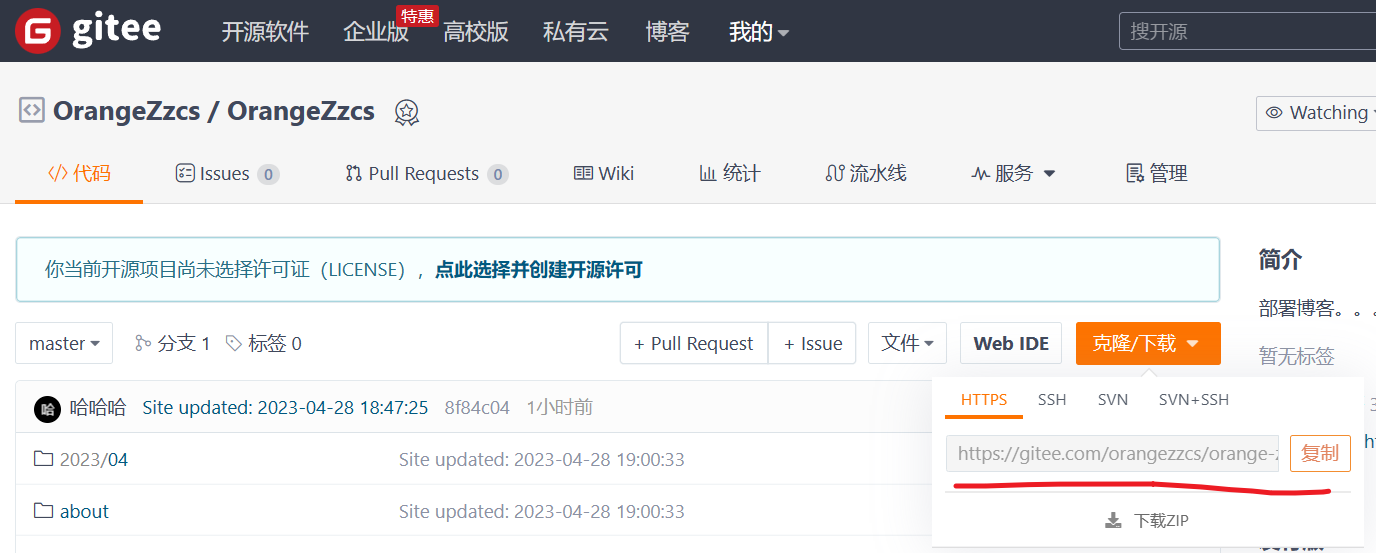 gitee 开源软件 企业版 特惠 高校版 私有云 博客 我的 搜开源
OrangeZzcs / OrangeZzcs Watching
代码 Issues 0 Pull Requests 0 Wiki 统计 流水线 服务 管理
你当前开源项目尚未选择许可证（LICENSE），点此选择并创建开源许可
简介
部署博客。。。
master 分支 1 标签 0 + Pull Request + Issue 文件 Web IDE 克隆/下载
暂无标签
哈 哈哈哈 Site updated: 2023-04-28 18:47:25 8f84c04 1小时前
HTTPS SSH SVN SVN+SSH
https://gitee.com/orangezzcs/orange- 复制
2023/04 Site updated: 2023-04-28 19:00:33
about Site updated: 2023-04-28 19:00:33
下载ZIP